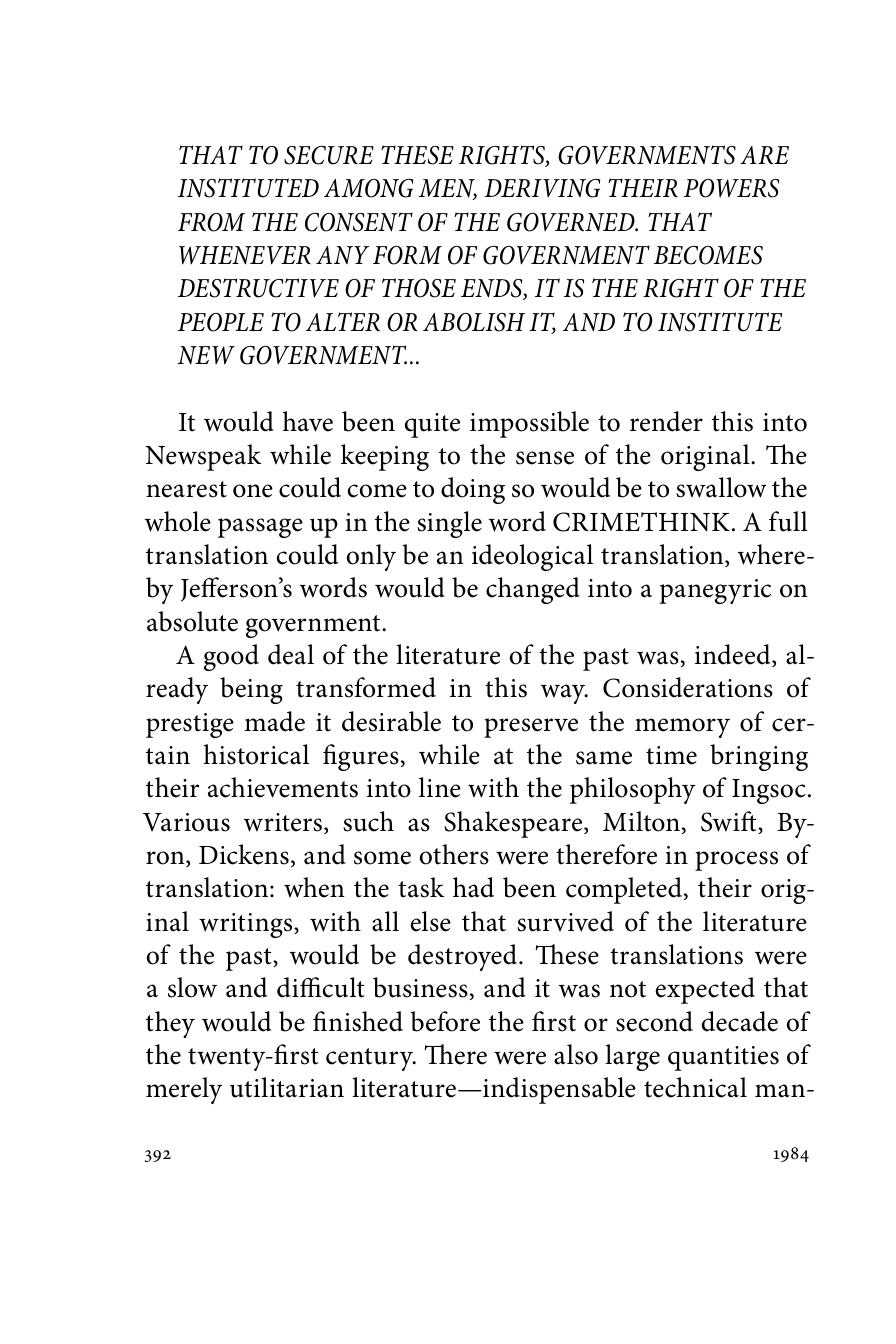 THAT TO SECURE THESE RIGHTS, GOVERNMENTS ARE
INSTITUTED AMONG MEN, DERIVING THEIR POWERS
FROM THE CONSENT OF THE GOVERNED. THAT
WHENEVER ANY FORM OF GOVERNMENT BECOMES
DESTRUCTIVE OF THOSE ENDS, IT IS THE RIGHT OF THE
PEOPLE TO ALTER OR ABOLISH IT, AND TO INSTITUTE
NEW GOVERNMENT...
It would have been quite impossible to render this into
Newspeak while keeping to the sense of the original. The
nearest one could come to doing so would be to swallow the
whole passage up in the single word CRIMETHINK. A full
translation could only be an ideological translation, where-
by Jefferson’s words would be changed into a panegyric on
absolute government.
A good deal of the literature of the past was, indeed, al-
ready being transformed in this way. Considerations of
prestige made it desirable to preserve the memory of cer-
tain historical figures, while at the same time bringing
their achievements into line with the philosophy of Ingsoc.
Various writers, such as Shakespeare, Milton, Swift, By-
ron, Dickens, and some others were therefore in process of
translation: when the task had been completed, their orig-
inal writings, with all else that survived of the literature
of the past, would be destroyed. These translations were
a slow and difficult business, and it was not expected that
they would be finished before the first or second decade of
the twenty-first century. There were also large quantities of
merely utilitarian literature—indispensable technical man-
392 1984